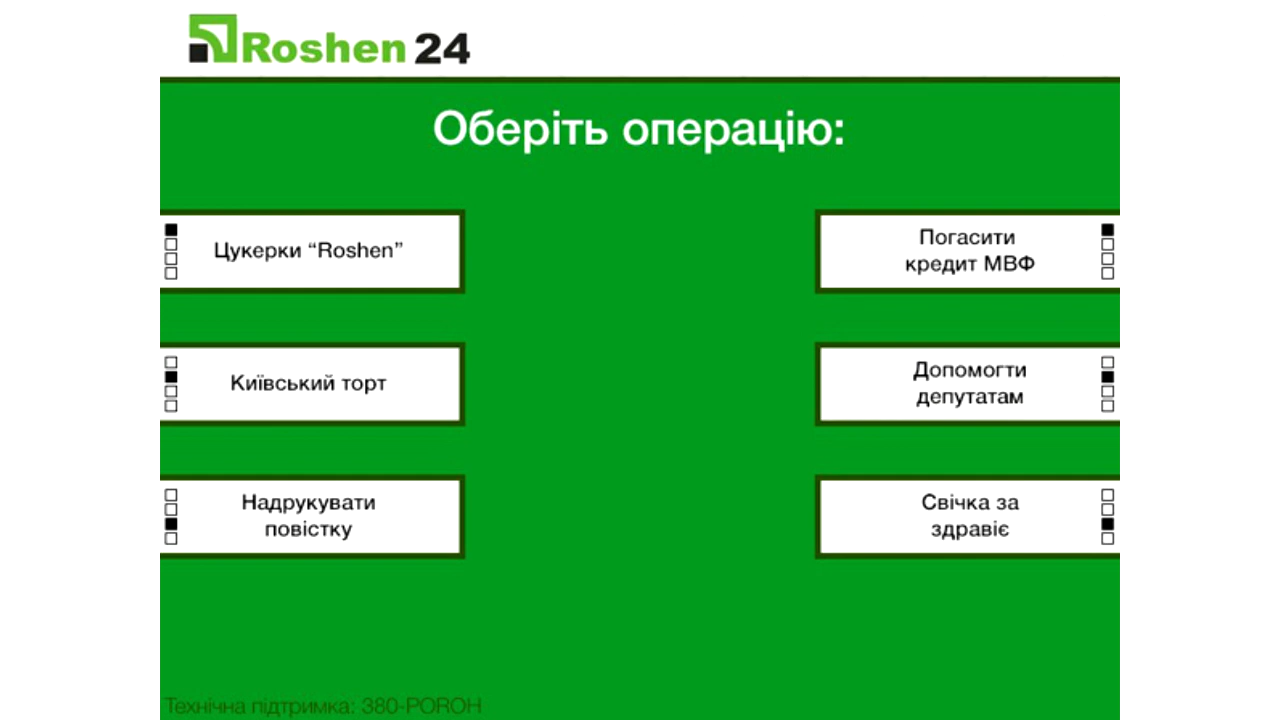 Roshen 24
Оберіть операцію:
Цукерки “Roshen”
Погасити
кредит МВФ
Київський торт
Допомогти
депутатам
Надрукувати
повістку
Свічка за
здравіє
Технічна підтримка: 380-POROH